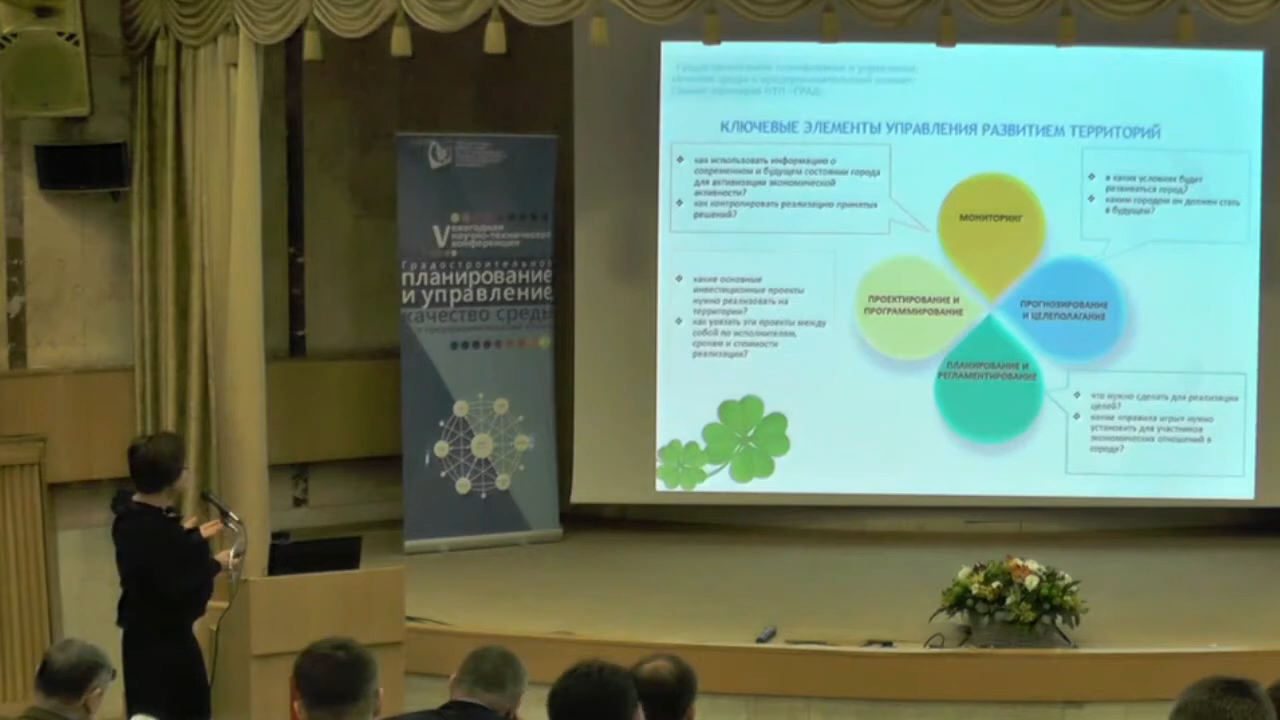 V ежегодная
научно-техническая
конференция
Градостроительное
планирование
и управление
качество среды
КЛЮЧЕВЫЕ ЭЛЕМЕНТЫ УПРАВЛЕНИЯ РАЗВИТИЕМ ТЕРРИТОРИЙ
как использовать информацию о
современном и будущем состоянии города
для активизации экономической
активности?
как контролировать реализацию принятых
решений?
МОНИТОРИНГ
в каких условиях будет
развиваться город?
каким городом он должен стать
в будущем?
какие основные
инвестиционные проекты
нужно реализовать на
территории?
как увязать эти проекты между
собой по исполнителям,
срокам и стоимости
реализации?
ПРОЕКТИРОВАНИЕ И
ПРОГРАММИРОВАНИЕ
ПРОГНОЗИРОВАНИЕ
И ЦЕЛЕПОЛАГАНИЕ
ПЛАНИРОВАНИЕ И
РЕГЛАМЕНТИРОВАНИЕ
что нужно сделать для реализации
целей?
какие «правила игры» нужно
установить для участников
экономических отношений в
городе?